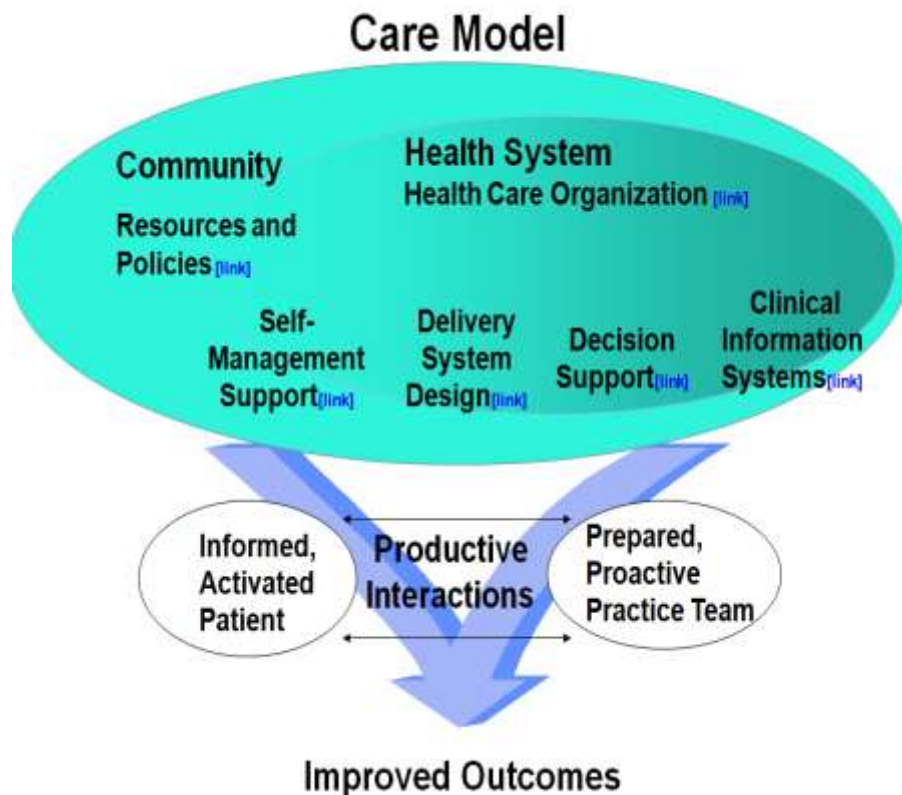 Care Model
Community
Resources and
Policies [link]
Health System
Health Care Organization [link]
Self-
Management
Support[link]
Delivery
System
Design[link]
Decision
Support[link]
Clinical
Information
Systems[link]
Informed,
Activated
Patient
Productive
Interactions
Prepared,
Proactive
Practice Team
Improved Outcomes